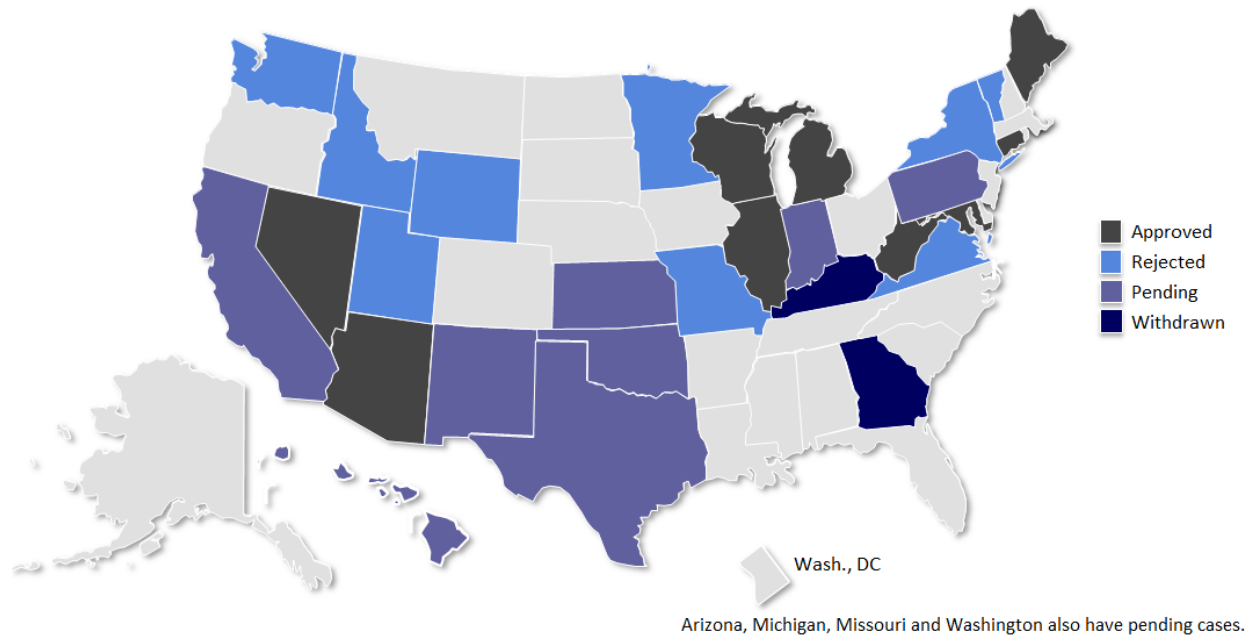 Approved
Rejected
Pending
Withdrawn
Wash., DC
Arizona, Michigan, Missouri and Washington also have pending cases.